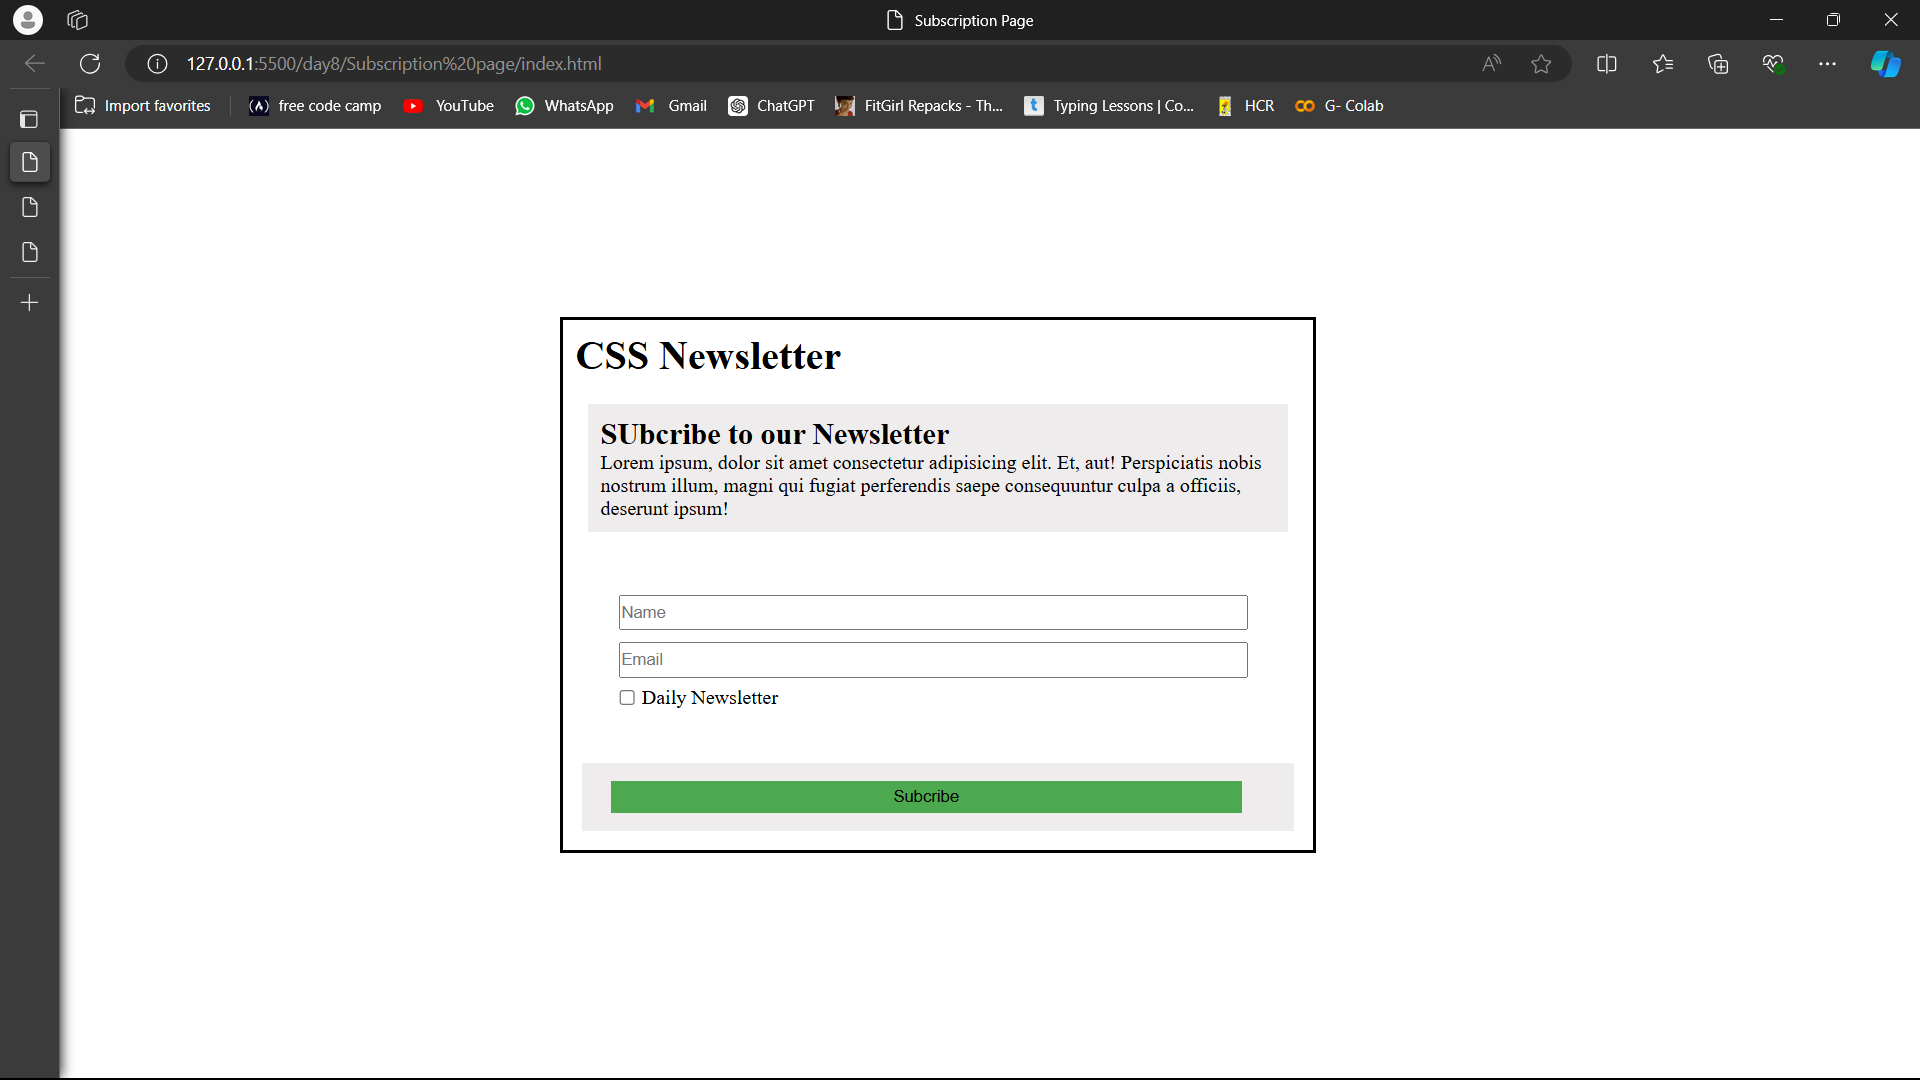 Subscription Page
127.0.0.1:5500/day8/Subscription%20page/index.html
Import favorites free code camp YouTube WhatsApp Gmail ChatGPT FitGirl Repacks - Th... Typing Lessons | Co... HCR G- Colab
CSS Newsletter
SUbcribe to our Newsletter
Lorem ipsum, dolor sit amet consectetur adipisicing elit. Et, aut! Perspiciatis nobis
nostrum illum, magni qui fugiat perferendis saepe consequuntur culpa a officiis,
deserunt ipsum!
Name
Email
Daily Newsletter
Subcribe